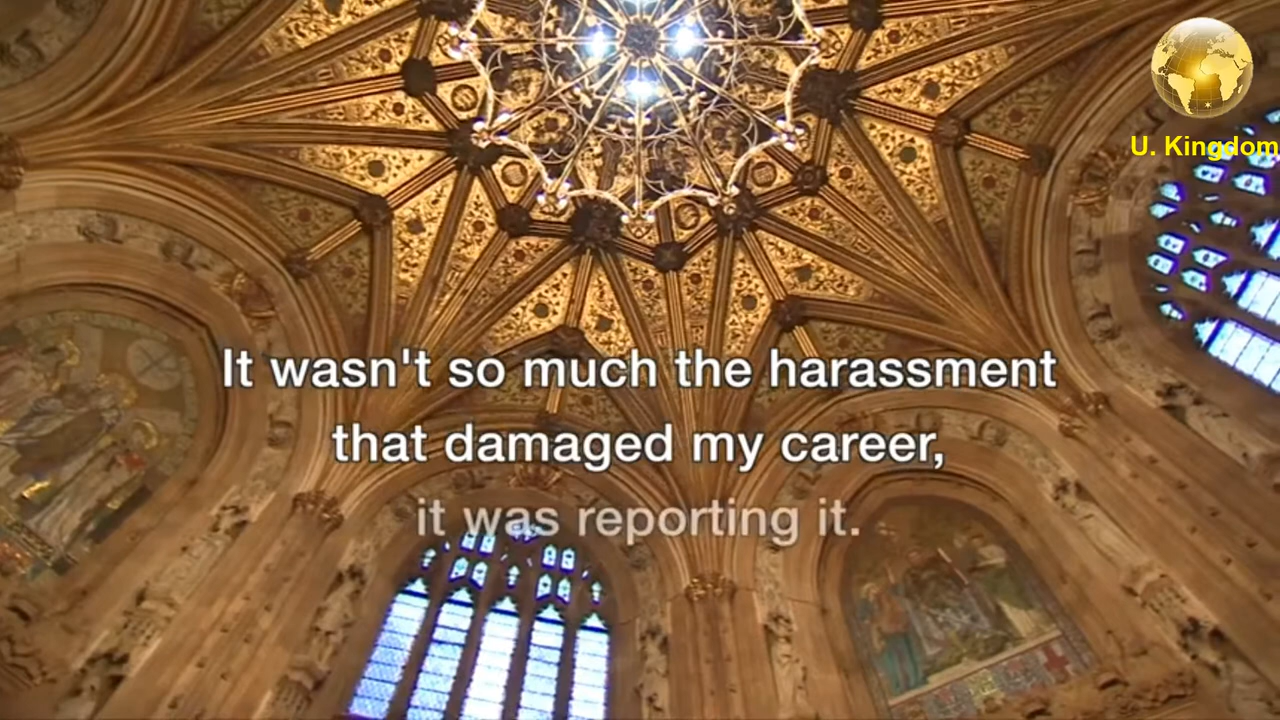 U. Kingdom
It wasn't so much the harassment
that damaged my career,
it was reporting it.